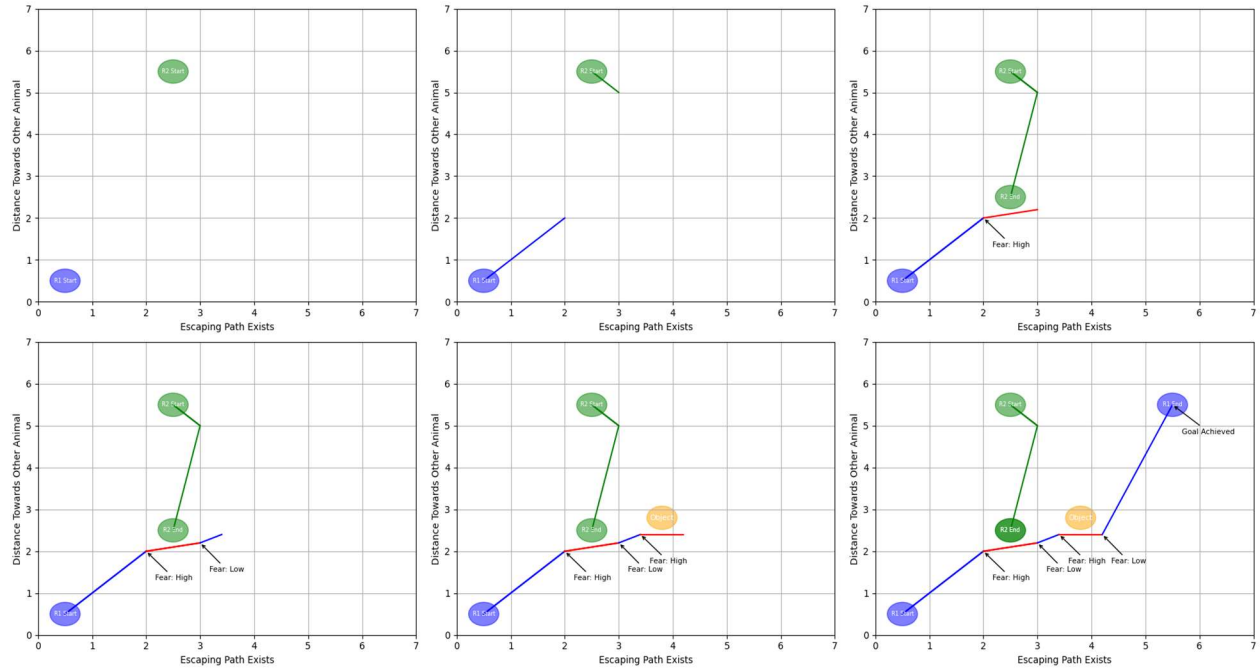 7
6
5
4
3
2
1
0
Distance Towards Other Animal
R2 Start
R1 Start
0 1 2 3 4 5 6 7
Escaping Path Exists
7
6
5
4
3
2
1
0
Distance Towards Other Animal
R2 Start
R1 Start
0 1 2 3 4 5 6 7
Escaping Path Exists
7
6
5
4
3
2
1
0
Distance Towards Other Animal
R2 Start
R2 End
Fear: High
R1 Start
0 1 2 3 4 5 6 7
Escaping Path Exists
7
6
5
4
3
2
1
0
Distance Towards Other Animal
R2 Start
R2 End
Fear: Low
Fear: High
R1 Start
0 1 2 3 4 5 6 7
Escaping Path Exists
7
6
5
4
3
2
1
0
Distance Towards Other Animal
R2 Start
Object
R2 End
Fear: High
Fear: Low
Fear: High
R1 Start
0 1 2 3 4 5 6 7
Escaping Path Exists
7
6
5
4
3
2
1
0
Distance Towards Other Animal
R2 Start
R1 End
Goal Achieved
Object
R2 End
Fear: High
Fear: Low
Fear: Low
Fear: High
R1 Start
0 1 2 3 4 5 6 7
Escaping Path Exists